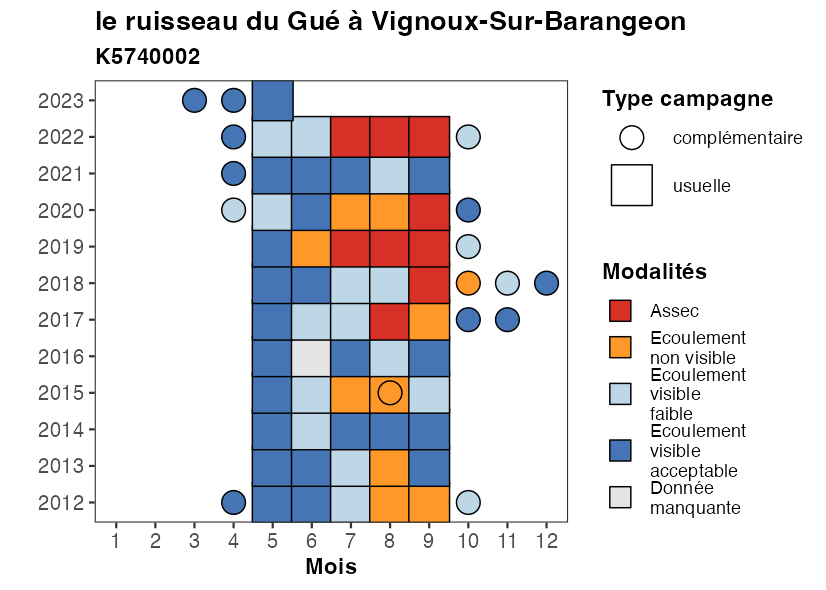 le ruisseau du Gué à Vignoux-Sur-Barangeon
K5740002
2023
2022
2021
2020
2019
2018
2017
2016
2015
2014
2013
2012
1 2 3 4 5 6 7 8 9 10 11 12
Mois
Type campagne
complémentaire
usuelle
Modalités
Assec
Ecoulement
non visible
Ecoulement
visible
faible
Ecoulement
visible
acceptable
Donnée
manquante